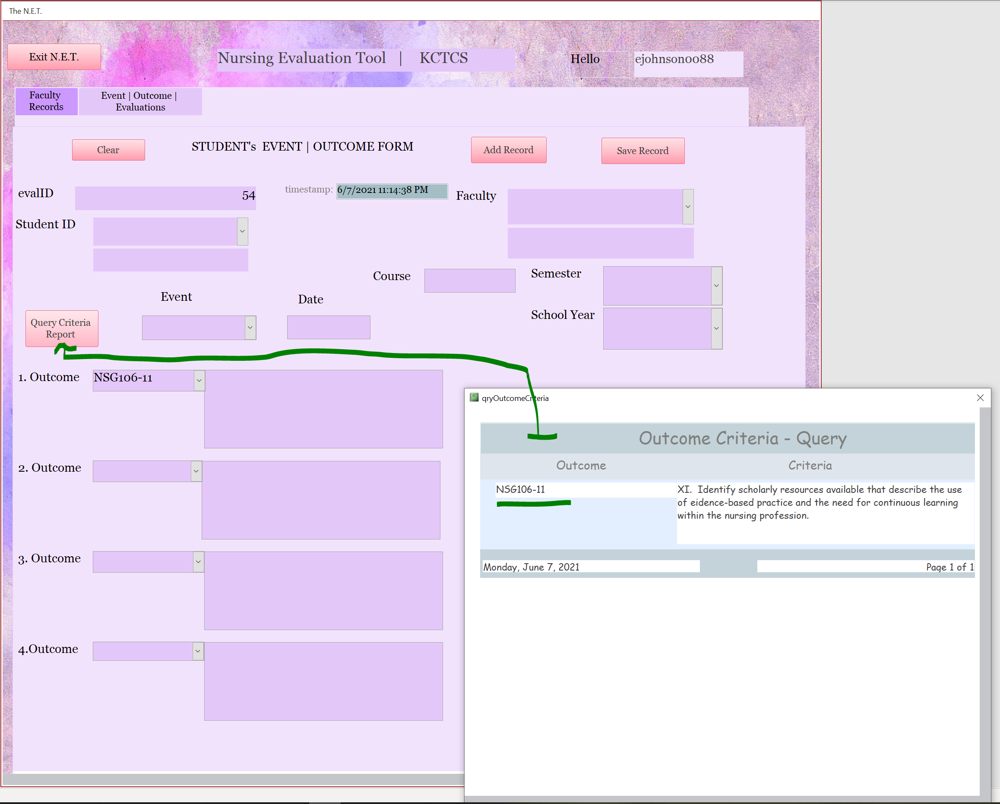 The N.E.T.
Exit N.E.T.
Nursing Evaluation Tool | KCTCS
Hello
ejohnson0088
Faculty
Records
Event | Outcome |
Evaluations
Clear
STUDENT's EVENT | OUTCOME FORM
Add Record
Save Record
evalID
54
timestamp:
6/7/2021 11:14:38 PM
Faculty
Student ID
Course
Semester
Event
Date
School Year
Query Criteria
Report
1. Outcome
NSG106-11
2. Outcome
3. Outcome
4.Outcome
qryOutcomeCriteria
Outcome Criteria - Query
Outcome
Criteria
NSG106-11
XI. Identify scholarly resources available that describe the use
of eidence-based practice and the need for continuous learning
within the nursing profession.
Monday, June 7, 2021
Page 1 of 1